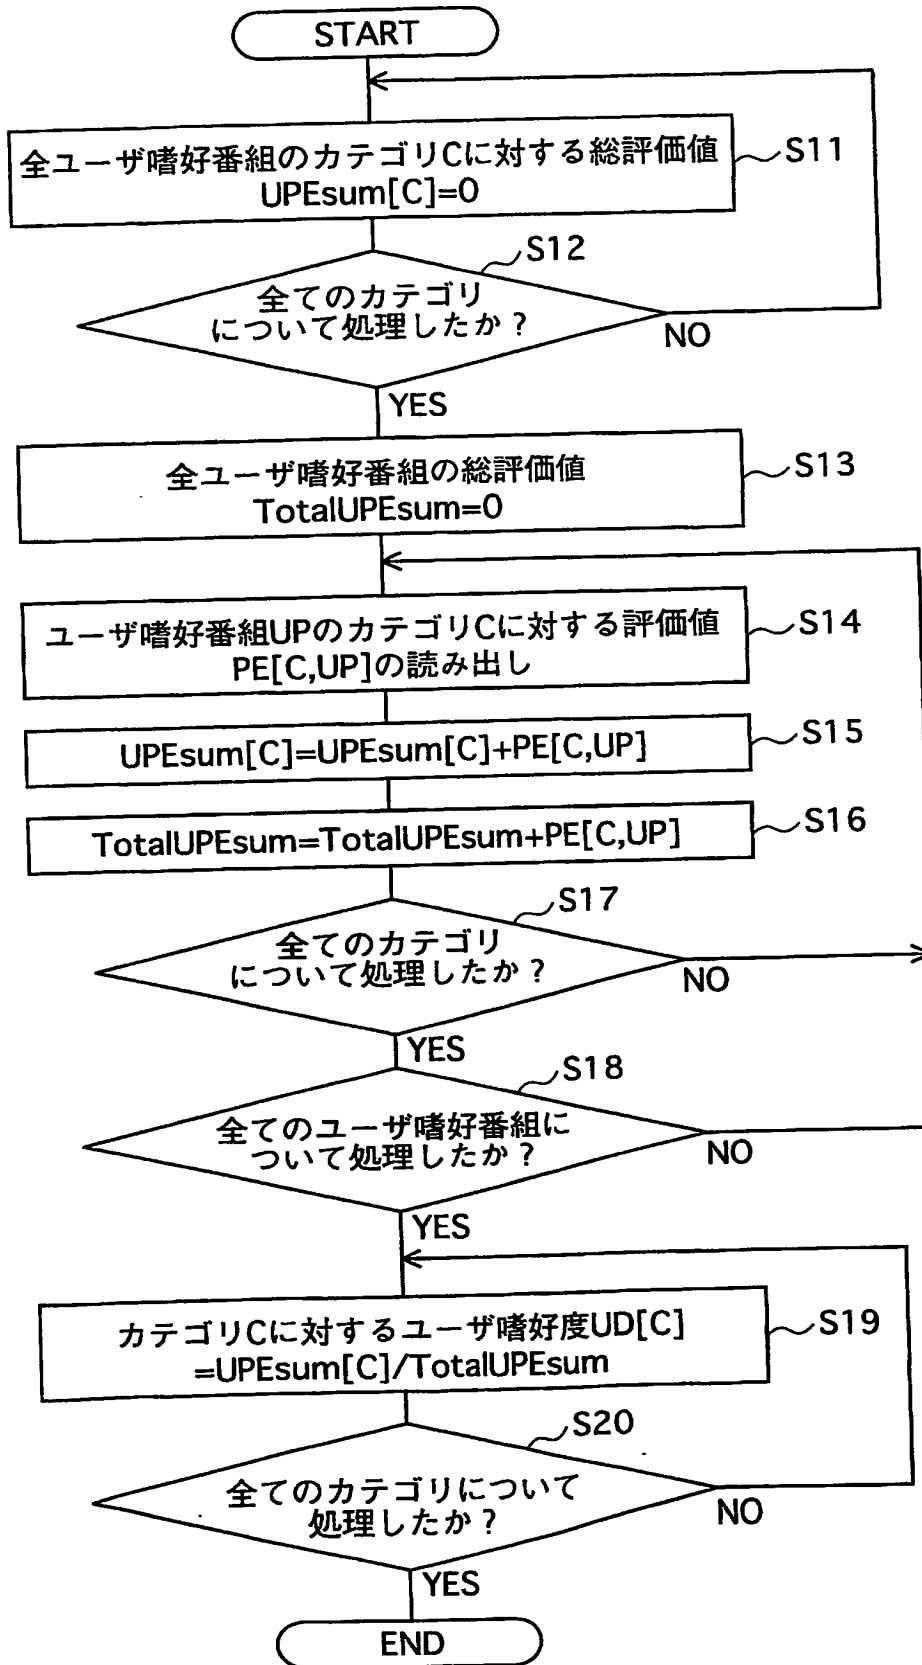 START
全ユーザ嗜好番組のカテゴリCに対する総評価値
UPEsum[C]=0
S11
S12
全てのカテゴリ
について処理したか？
NO
YES
全ユーザ嗜好番組の総評価値
TotalUPEsum=0
S13
ユーザ嗜好番組UPのカテゴリCに対する評価値
PE[C,UP]の読み出し
S14
UPEsum[C]=UPEsum[C]+PE[C,UP]
S15
TotalUPEsum=TotalUPEsum+PE[C,UP]
S16
S17
全てのカテゴリ
について処理したか？
NO
YES
S18
全てのユーザ嗜好番組に
ついて処理したか？
NO
YES
カテゴリCに対するユーザ嗜好度UD[C]
=UPEsum[C]/TotalUPEsum
S19
S20
全てのカテゴリについて
処理したか？
NO
YES
END